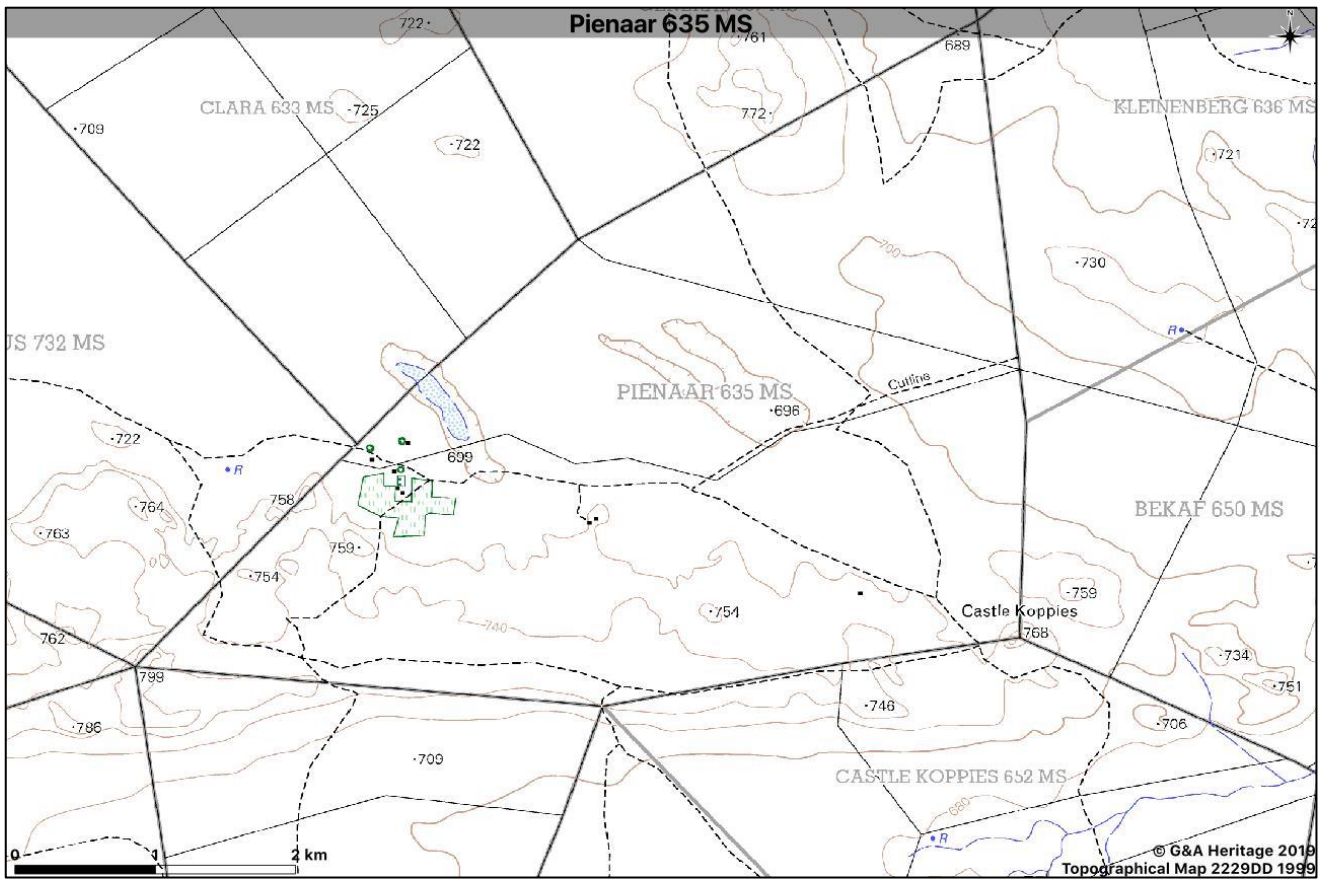 Pienaar 635 MS
N
722
761
689
CLARA 633 MS
725
772
KLEINENBERG 636 MS
709
722
721
700
730
R
JS 732 MS
Cutline
PIENAAR 635 MS
696
722
699
R
758
764
BEKAF 650 MS
763
759
754
759
754
Castle Koppies
740
762
768
734
799
751
746
786
706
709
CASTLE KOPPIES 652 MS
680
R
0
1
2 km
© G&A Heritage 2019
Topographical Map 2229DD 1999